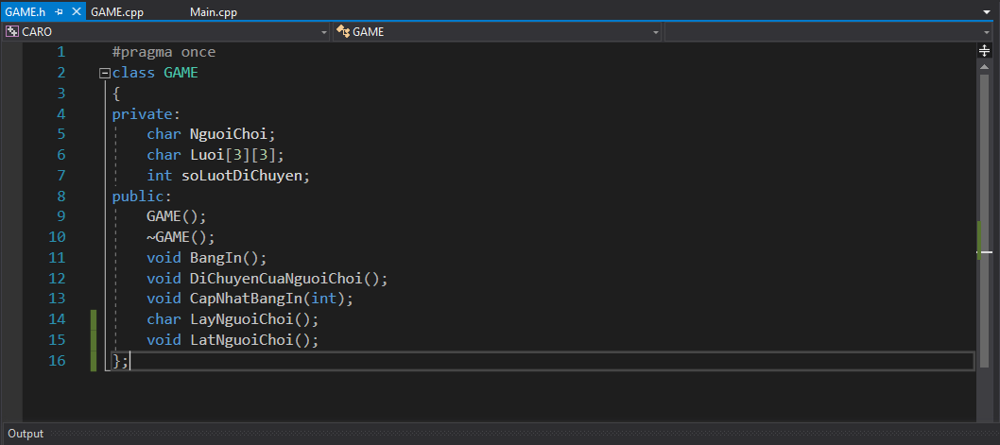 GAME.h GAME.cpp Main.cpp
CARO GAME
1 #pragma once
2 class GAME
3 {
4 private:
5 char NguoiChoi;
6 char Luoi[3][3];
7 int soLuotDiChuyen;
8 public:
9 GAME();
10 ~GAME();
11 void BangIn();
12 void DiChuyenCuaNguoiChoi();
13 void CapNhatBangIn(int);
14 char LayNguoiChoi();
15 void LatNguoiChoi();
16 };
Output